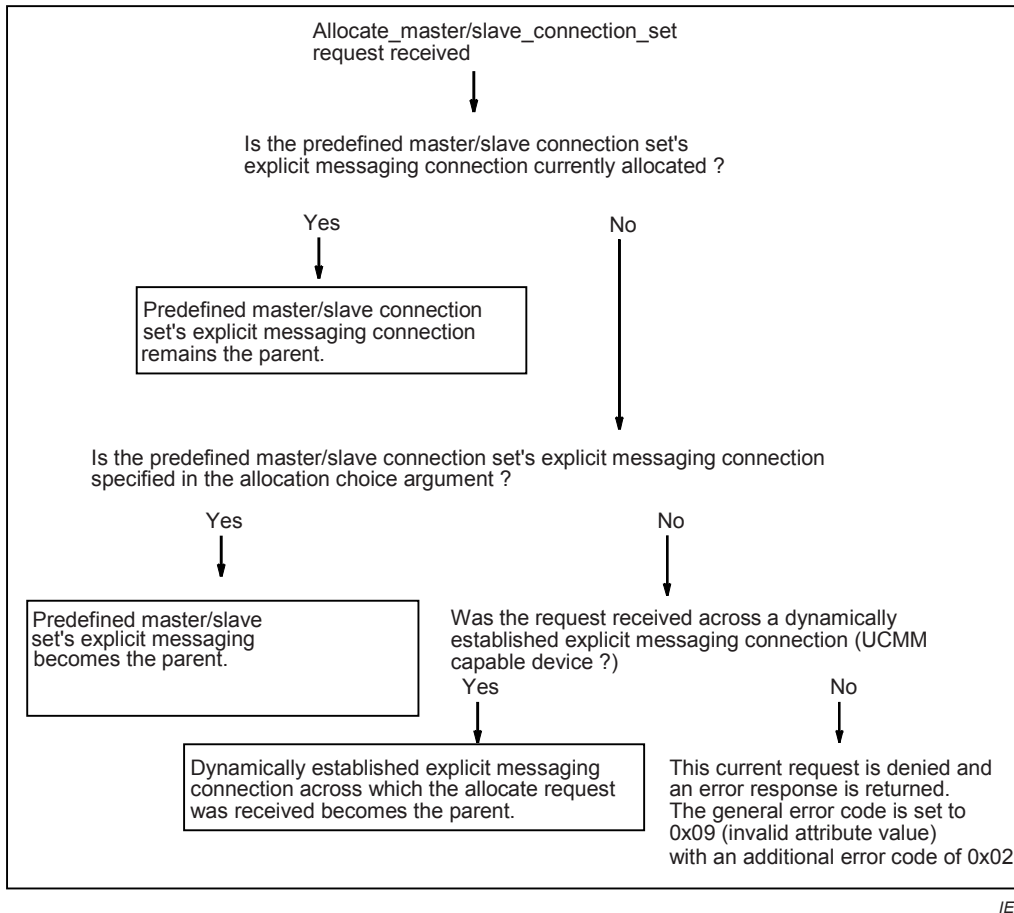 Allocate_master/slave_connection_set
request received
Is the predefined master/slave connection set's
explicit messaging connection currently allocated ?
Yes
No
Predefined master/slave connection
set's explicit messaging connection
remains the parent.
Is the predefined master/slave connection set's explicit messaging connection
specified in the allocation choice argument ?
Yes
No
Predefined master/slave
set's explicit messaging
becomes the parent.
Was the request received across a dynamically
established explicit messaging connection (UCMM
capable device ?)
Yes
No
Dynamically established explicit messaging
connection across which the allocate request
was received becomes the parent.
This current request is denied and
an error response is returned.
The general error code is set to
0x09 (invalid attribute value)
with an additional error code of 0x02
IE